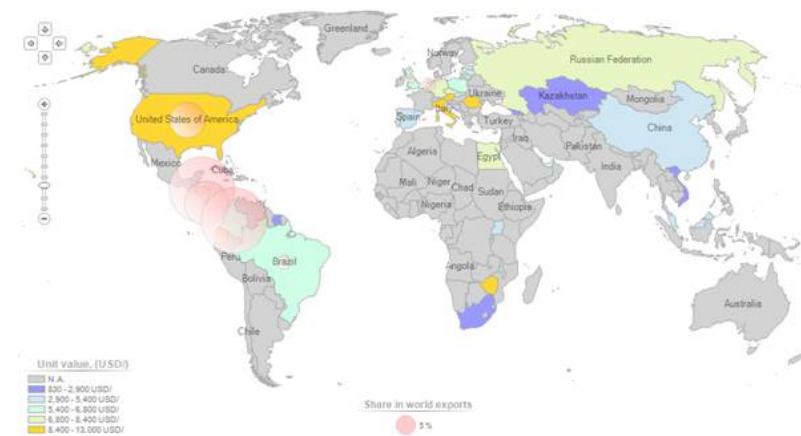 Greenland
Norway
Russian Federation
Canada
Ukraine
Kazakhstan
Mongolia
United States of America
Spain
Turkey
China
Iraq
Pakistan
Algeria
Egypt
India
Mexico
Cuba
Mali
Niger
Chad
Sudan
Nigeria
Ethiopia
Peru
Brazil
Angola
Bolivia
Australia
Chile
Unit value, (USD/)
N.A.
830 - 2,900 USD/
2,900 - 5,400 USD/
5,400 - 6,800 USD/
6,800 - 8,400 USD/
8,400 - 13,000 USD/
Share in world exports
5 %